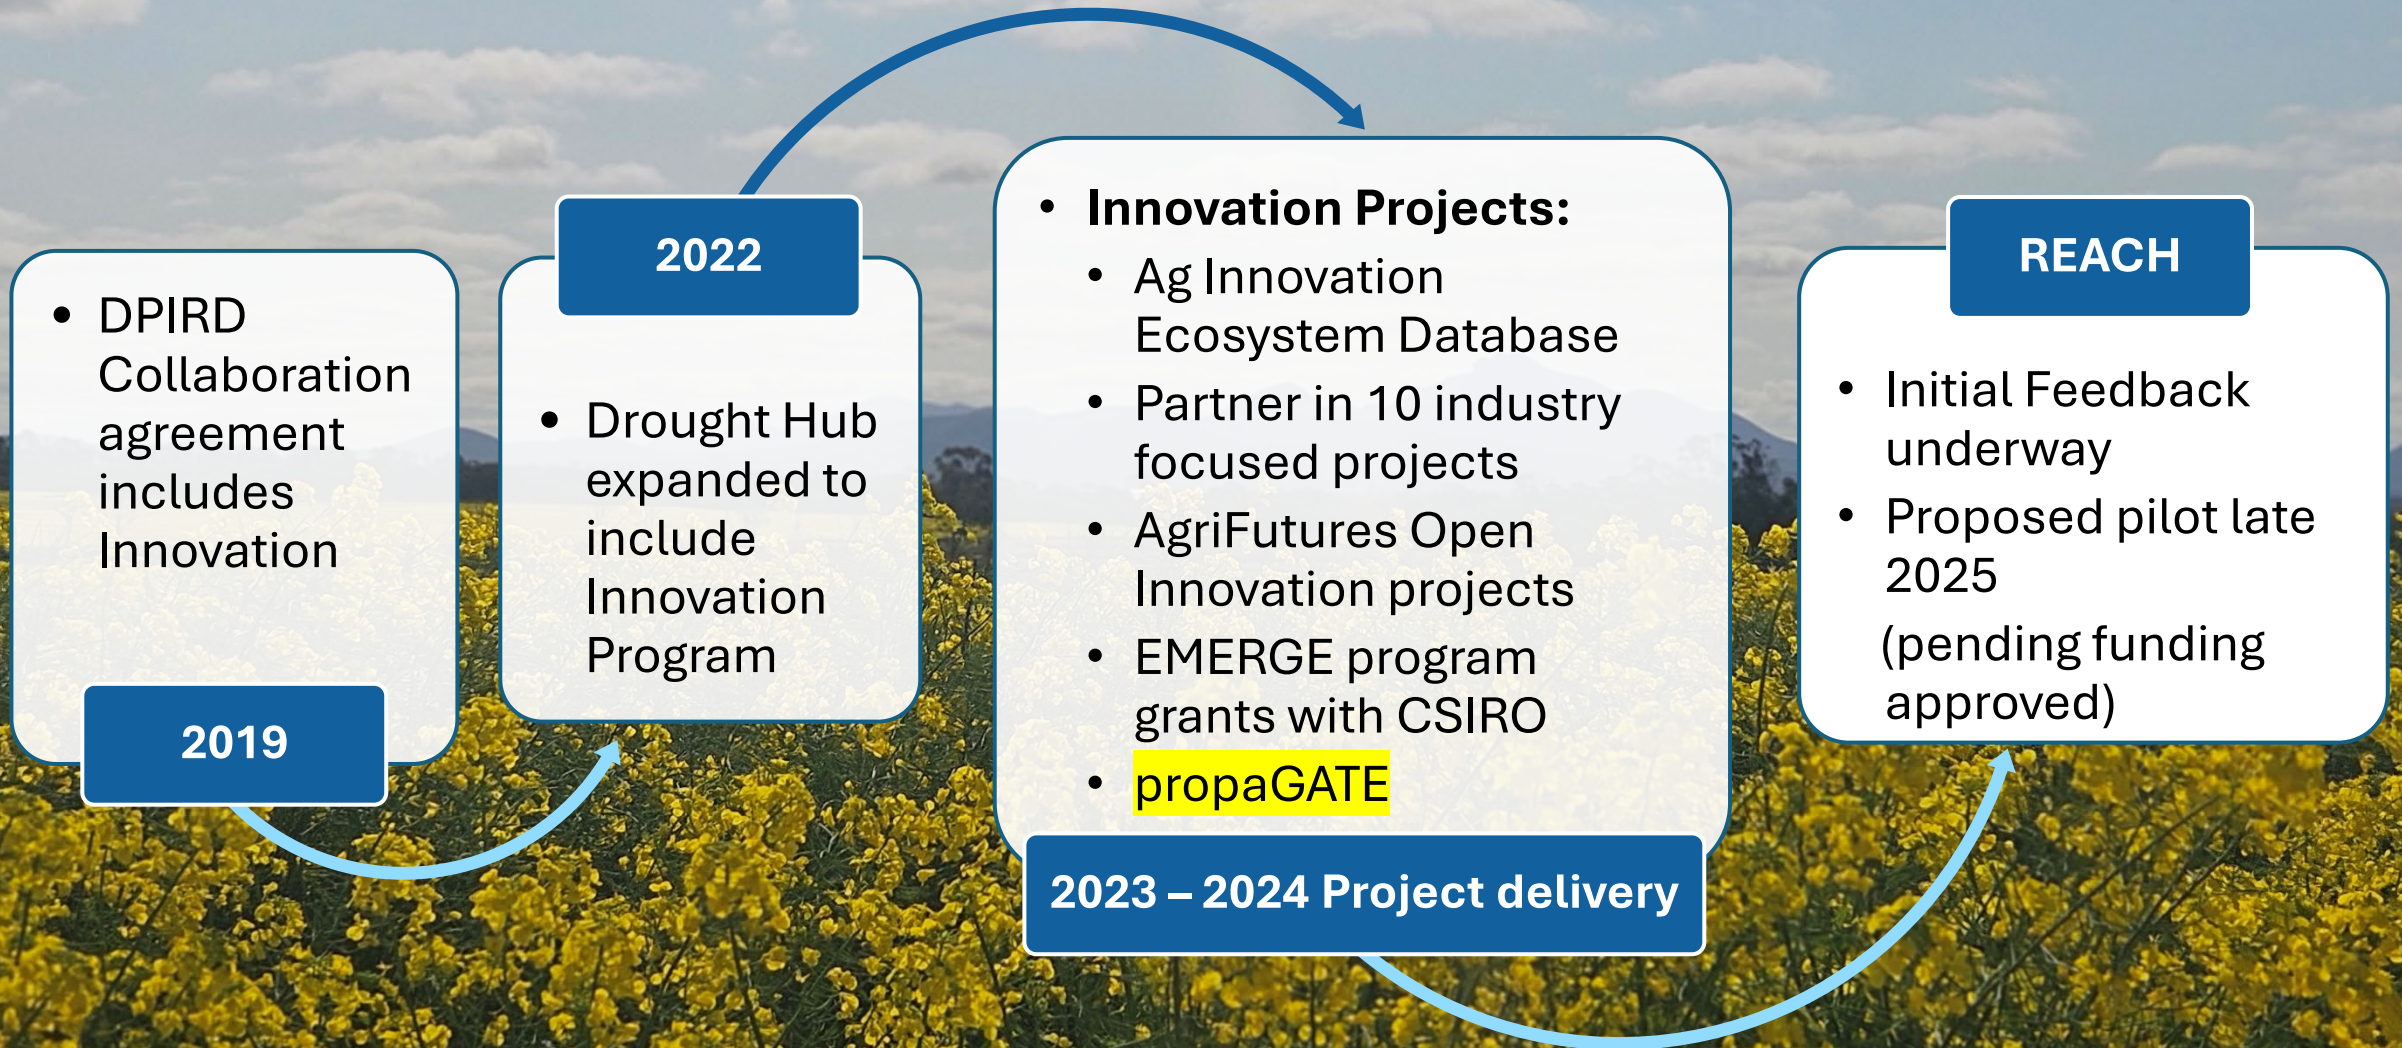 • DPIRD
Collaboration
agreement
includes
Innovation
2019
2022
• Drought Hub
expanded to
include
Innovation
Program
• Innovation Projects:
• Ag Innovation
Ecosystem Database
• Partner in 10 industry
focused projects
• AgriFutures Open
Innovation projects
• EMERGE program
grants with CSIRO
• propaGATE
2023 – 2024 Project delivery
REACH
• Initial Feedback
underway
• Proposed pilot late
2025
(pending funding
approved)